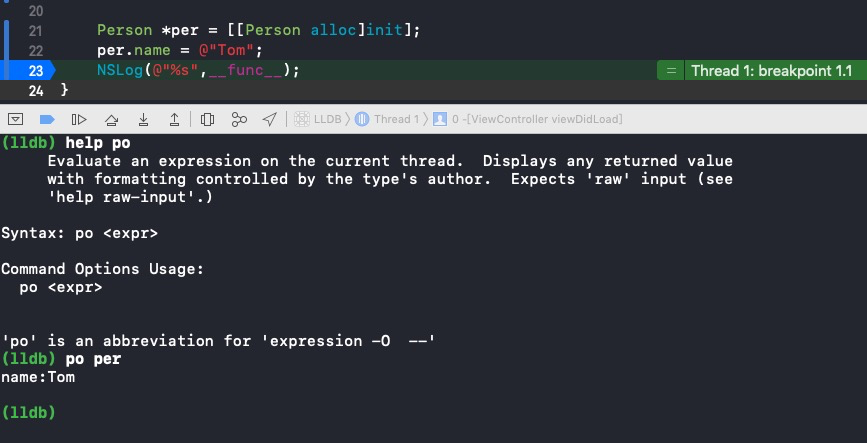 20
21 Person *per = [[Person alloc]init];
22 per.name = @"Tom";
23 NSLog(@"%s",__func__); = Thread 1: breakpoint 1.1
24 }
LLDB Thread 1 0 -[ViewController viewDidLoad]
(lldb) help po
Evaluate an expression on the current thread.  Displays any returned value
with formatting controlled by the type's author.  Expects 'raw' input (see
'help raw-input'.)
Syntax: po <expr>
Command Options Usage:
po <expr>
'po' is an abbreviation for 'expression -O  --'
(lldb) po per
name:Tom
(lldb)